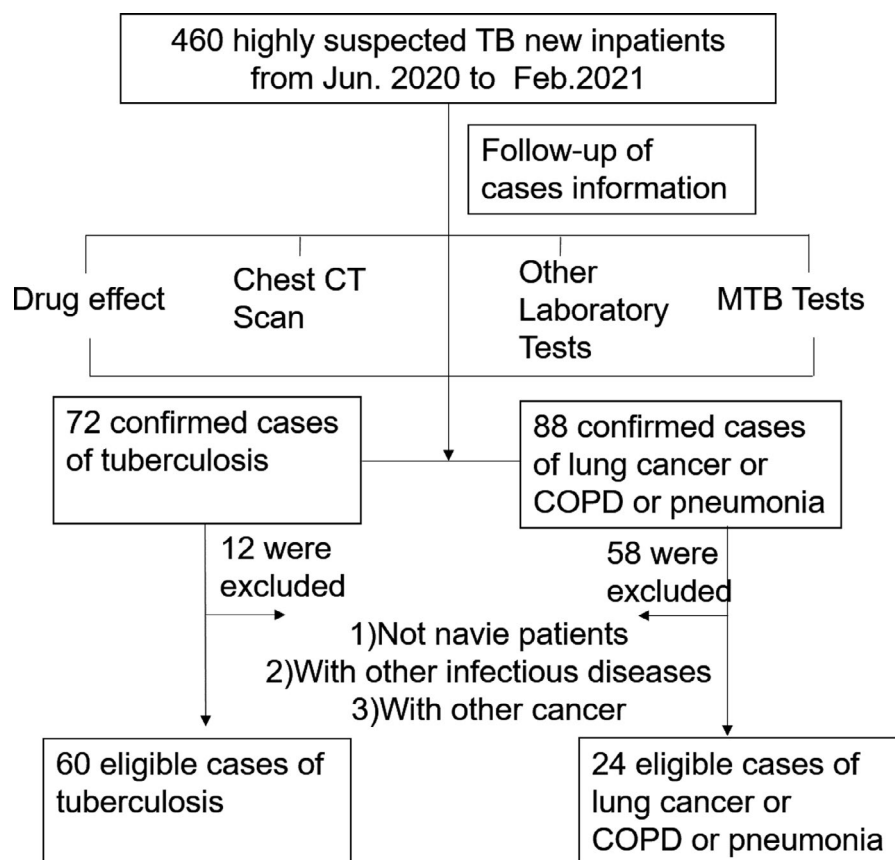 460 highly suspected TB new inpatients
from Jun. 2020 to Feb.2021
Follow-up of
cases information
Drug effect
Chest CT
Scan
Other
Laboratory
Tests
MTB Tests
72 confirmed cases
of tuberculosis
88 confirmed cases
of lung cancer or
COPD or pneumonia
12 were
excluded
58 were
excluded
1)Not navie patients
2)With other infectious diseases
3)With other cancer
60 eligible cases of
tuberculosis
24 eligible cases of
lung cancer or
COPD or pneumonia